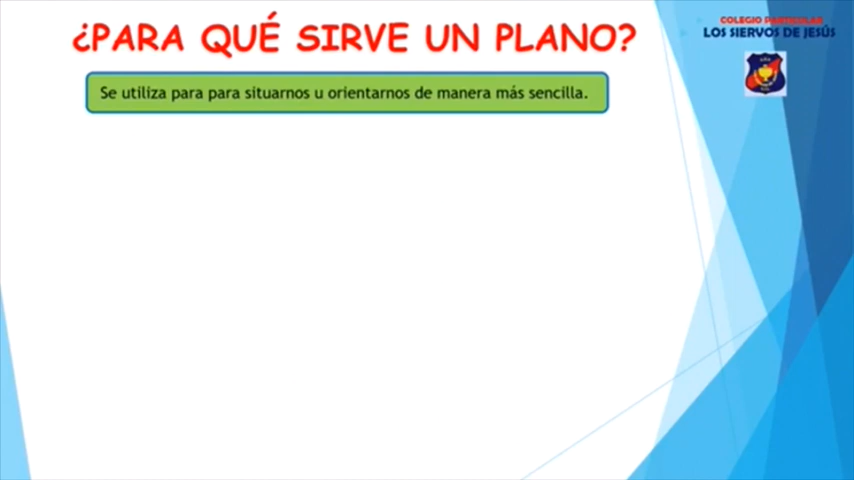 ¿PARA QUÉ SIRVE UN PLANO?
COLEGIO PARTICULAR
LOS SIERVOS DE JESÚS
Se utiliza para para situarnos u orientarnos de manera más sencilla.